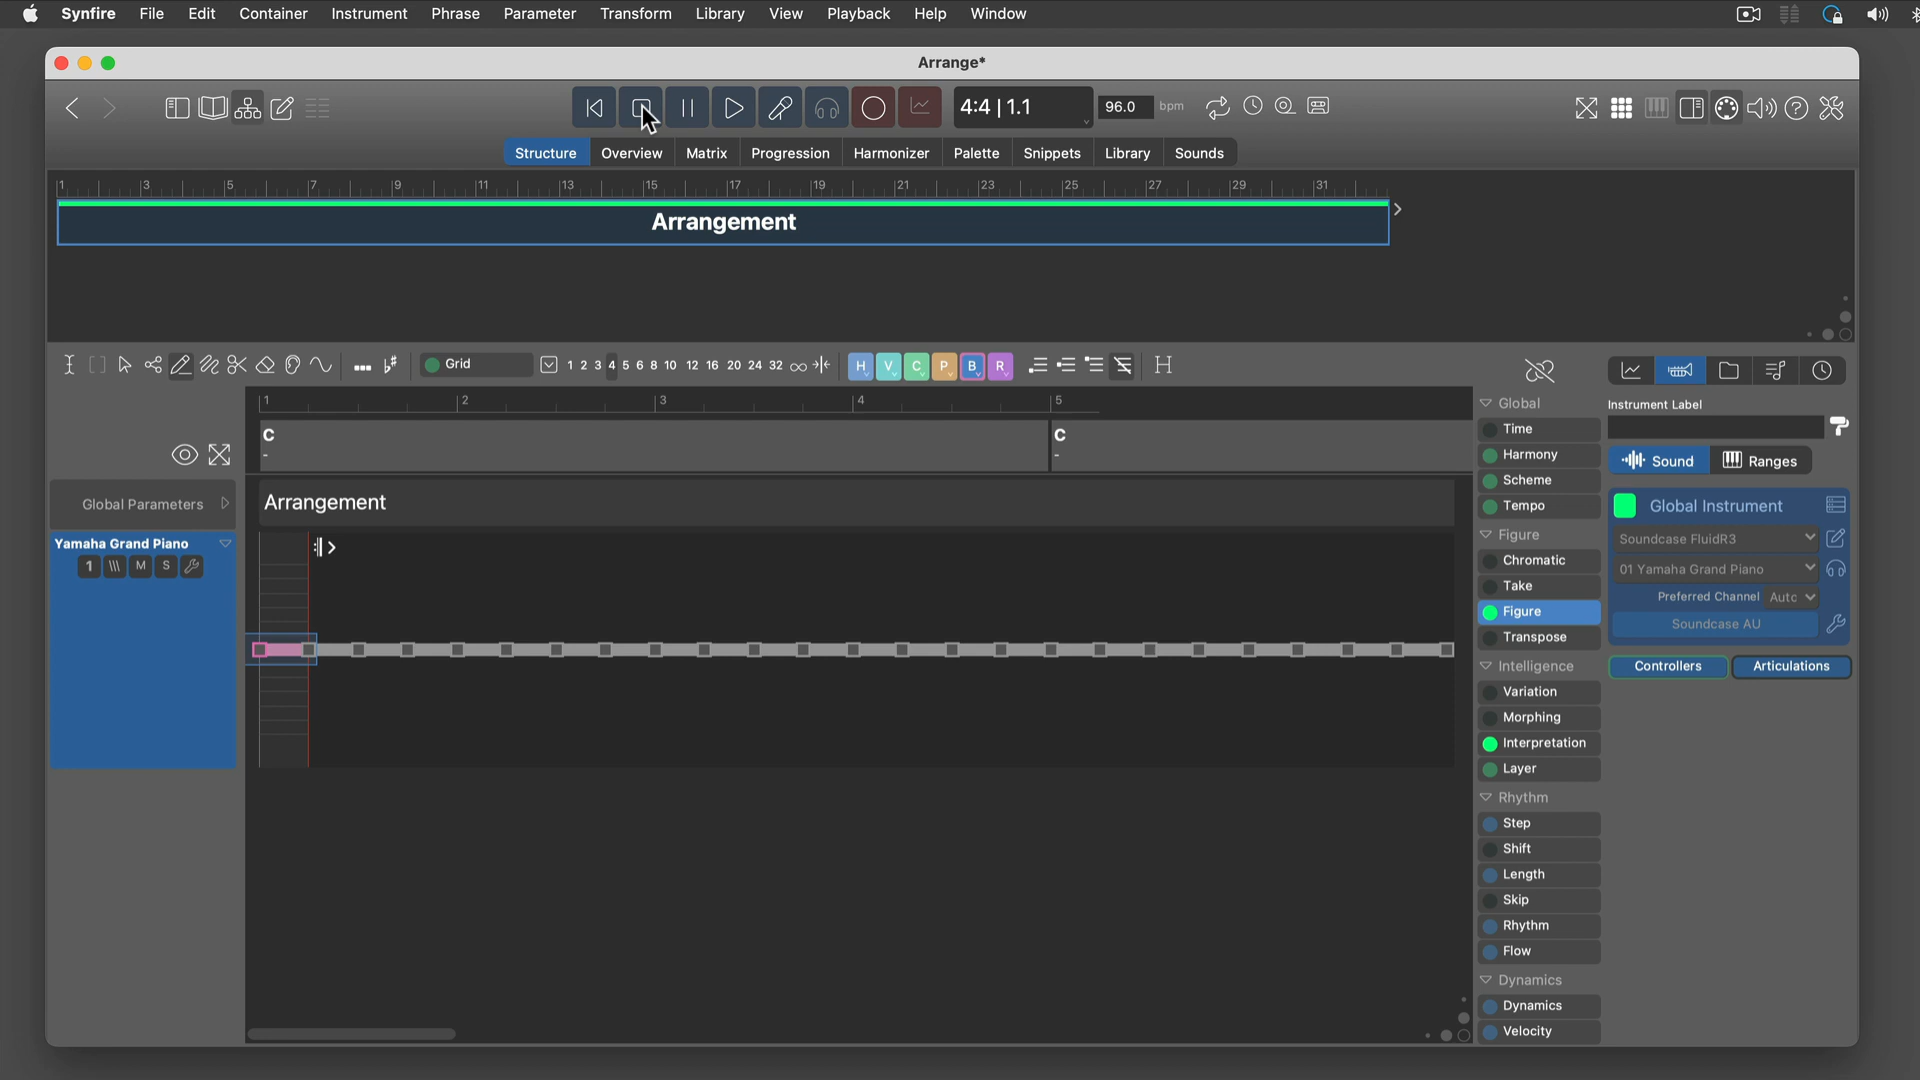 Synfire File Edit Container Instrument Phrase Parameter Transform Library View Playback Help Window
Arrange*
4:4 | 1.1 96.0 bpm
Structure Overview Matrix Progression Harmonizer Palette Snippets Library Sounds
1 3 5 7 9 11 13 15 17 19 21 23 25 27 29 31
Arrangement
Grid 1 2 3 4 5 6 8 10 12 16 20 24 32 ∞ H V C P B R
1 2 3 4 5
C C
- -
Global Parameters
Arrangement
Yamaha Grand Piano
1 M S
Global
Time
Harmony
Scheme
Tempo
Figure
Chromatic
Take
Figure
Transpose
Intelligence
Variation
Morphing
Interpretation
Layer
Rhythm
Step
Shift
Length
Skip
Rhythm
Flow
Dynamics
Dynamics
Velocity
Instrument Label
Sound Ranges
Global Instrument
Soundcase FluidR3
01 Yamaha Grand Piano
Preferred Channel Auto
Soundcase AU
Controllers Articulations